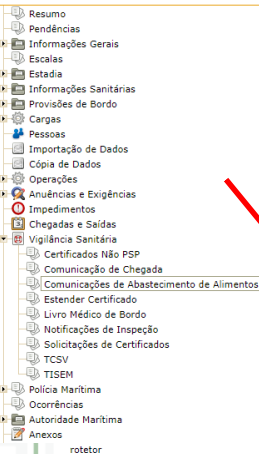 Resumo
Pendências
Informações Gerais
Escalas
Estadia
Informações Sanitárias
Provisões de Bordo
Cargas
Pessoas
Importação de Dados
Cópia de Dados
Operações
Anuências e Exigências
Impedimentos
Chegadas e Saídas
Vigilância Sanitária
Certificados Não PSP
Comunicação de Chegada
Comunicações de Abastecimento de Alimentos
Estender Certificado
Livro Médico de Bordo
Notificações de Inspeção
Solicitações de Certificados
TCSV
TISEM
Polícia Marítima
Ocorrências
Autoridade Marítima
Anexos
rotetor